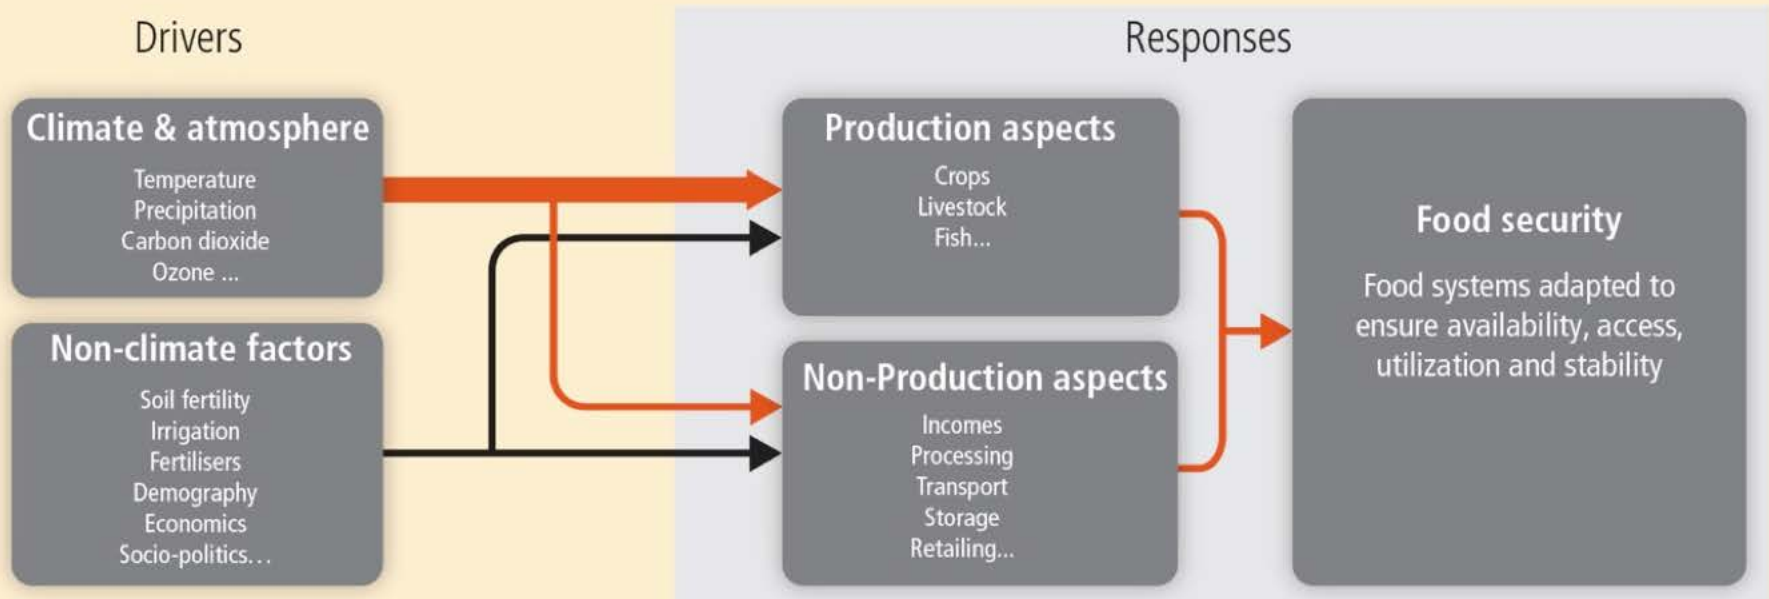 Drivers
Responses
Climate & atmosphere
Temperature
Precipitation
Carbon dioxide
Ozone ...
Non-climate factors
Soil fertility
Irrigation
Fertilisers
Demography
Economics
Socio-politics...
Production aspects
Crops
Livestock
Fish...
Non-Production aspects
Incomes
Processing
Transport
Storage
Retailing...
Food security
Food systems adapted to
ensure availability, access,
utilization and stability